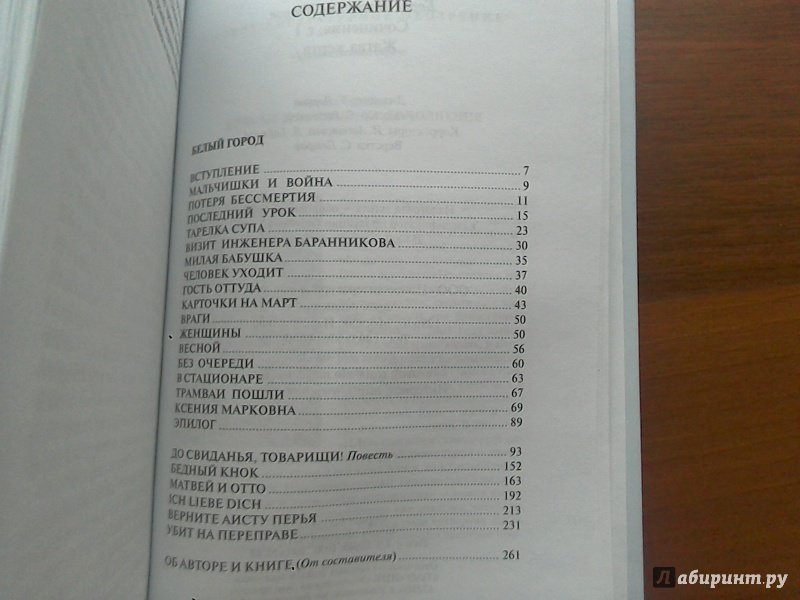 СОДЕРЖАНИЕ
БЕЛЫЙ ГОРОД
ВСТУПЛЕНИЕ 7
МАЛЬЧИШКИ И ВОЙНА 9
ПОТЕРЯ БЕССМЕРТИЯ 11
ПОСЛЕДНИЙ УРОК 15
ТАРЕЛКА СУПА 23
ВИЗИТ ИНЖЕНЕРА БАРАННИКОВА 30
МИЛАЯ БАБУШКА 35
ЧЕЛОВЕК УХОДИТ 37
ГОСТЬ ОТТУДА 40
КАРТОЧКИ НА МАРТ 43
ВРАГИ 50
ЖЕНЩИНЫ 50
ВЕСНОЙ 56
БЕЗ ОЧЕРЕДИ 60
В СТАЦИОНАРЕ 63
ТРАМВАИ ПОШЛИ 67
КСЕНИЯ МАРКОВНА 69
ЭПИЛОГ 89
ДО СВИДАНЬЯ, ТОВАРИЩИ! Повесть 93
БЕДНЫЙ КНОК 152
МАТВЕЙ И ОТТО 163
ICH LIEBE DICH 192
ВЕРНИТЕ АИСТУ ПЕРЬЯ 213
УБИТ НА ПЕРЕПРАВЕ 231
ОБ АВТОРЕ И КНИГЕ (От составителя) 261
Лабиринт.ру